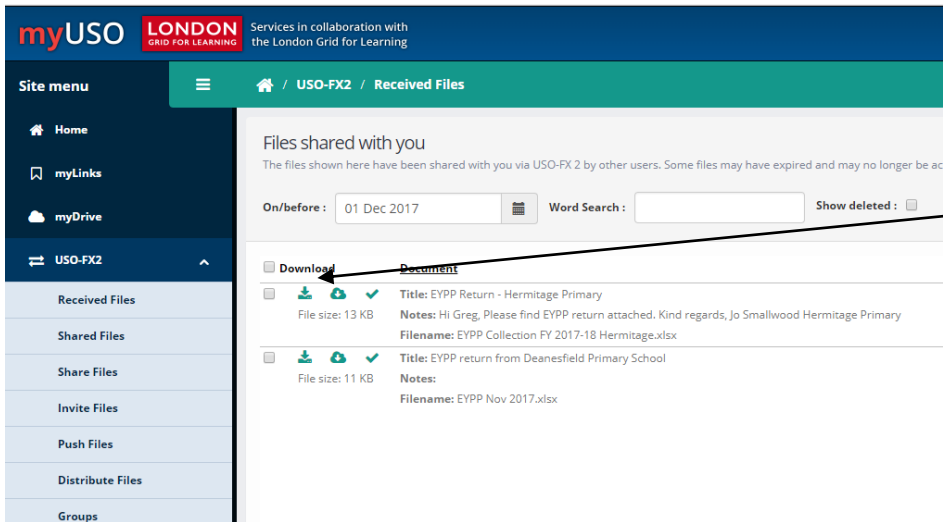 myUSO
LONDON
GRID FOR LEARNING
Services in collaboration with
the London Grid for Learning
Site menu
/ USO-FX2 / Received Files
Home
myLinks
myDrive
USO-FX2
Received Files
Shared Files
Share Files
Invite Files
Push Files
Distribute Files
Groups
Files shared with you
The files shown here have been shared with you via USO-FX 2 by other users. Some files may have expired and may no longer be ac
On/before : 01 Dec 2017 Word Search : Show deleted :
Download Document
Title: EYPP Return - Hermitage Primary
File size: 13 KB Notes: Hi Greg, Please find EYPP return attached. Kind regards, Jo Smallwood Hermitage Primary
Filename: EYPP Collection FY 2017-18 Hermitage.xlsx
Title: EYPP return from Deanesfield Primary School
File size: 11 KB Notes:
Filename: EYPP Nov 2017.xlsx